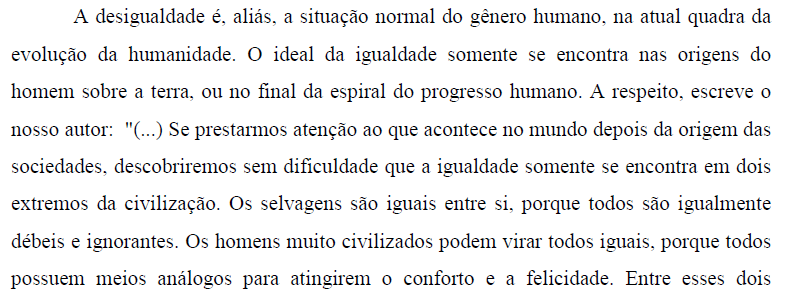 A desigualdade é, aliás, a situação normal do gênero humano, na atual quadra da
evolução da humanidade. O ideal da igualdade somente se encontra nas origens do
homem sobre a terra, ou no final da espiral do progresso humano. A respeito, escreve o
nosso autor: "(...) Se prestarmos atenção ao que acontece no mundo depois da origem das
sociedades, descobriremos sem dificuldade que a igualdade somente se encontra em dois
extremos da civilização. Os selvagens são iguais entre si, porque todos são igualmente
débeis e ignorantes. Os homens muito civilizados podem virar todos iguais, porque todos
possuem meios análogos para atingirem o conforto e a felicidade. Entre esses dois